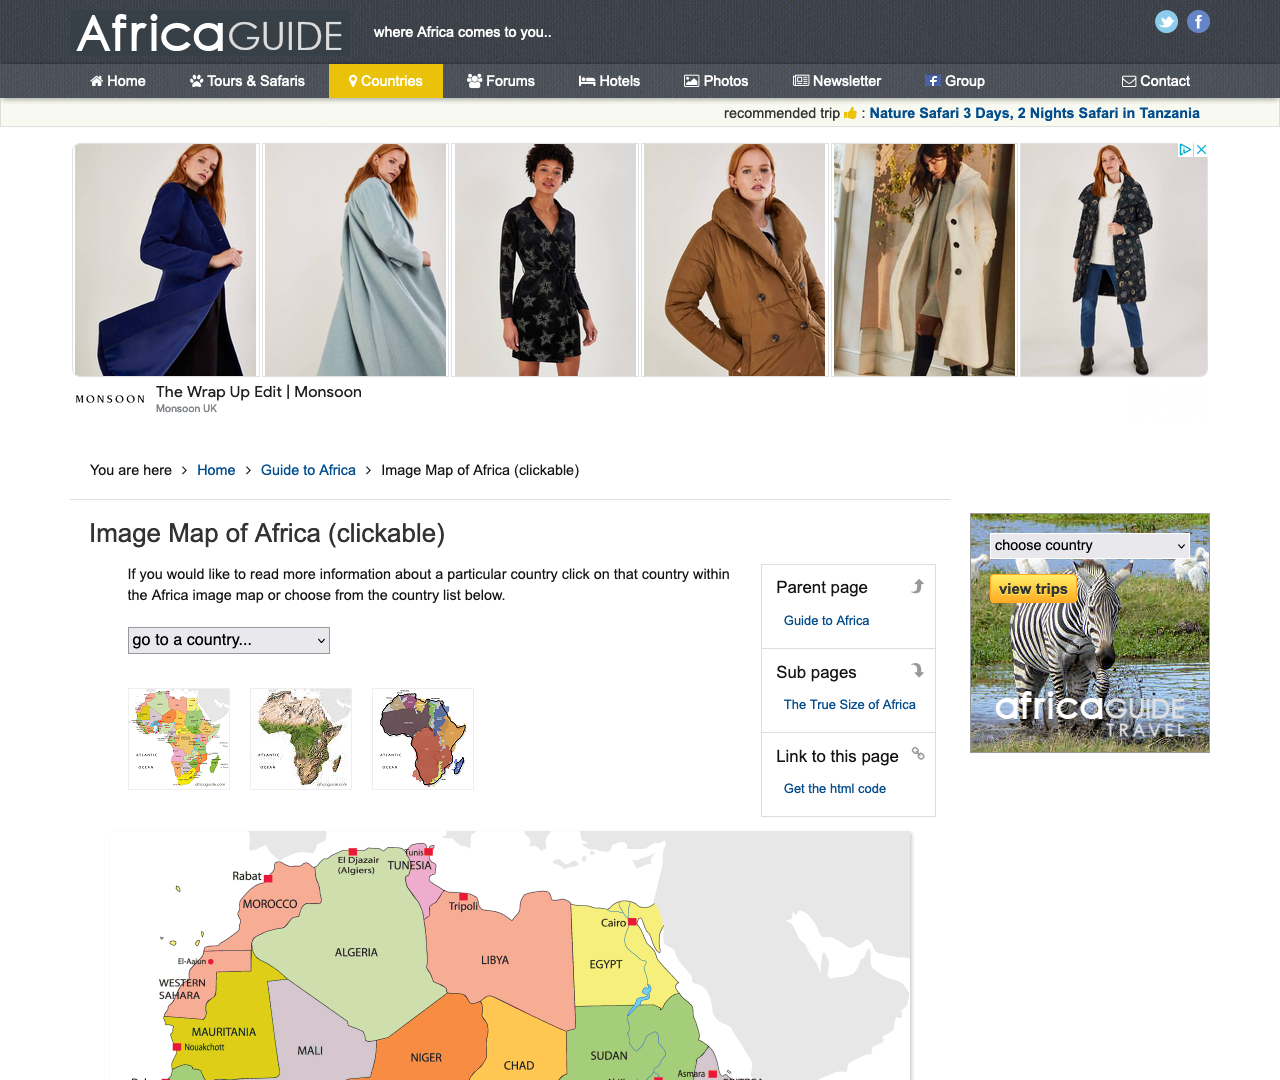 AfricaGUIDE
where Africa comes to you..
Home
Tours & Safaris
Countries
Forums
Hotels
Photos
Newsletter
Group
Contact
recommended trip : Nature Safari 3 Days, 2 Nights Safari in Tanzania
MONSOON
The Wrap Up Edit | Monsoon
Monsoon UK
You are here > Home > Guide to Africa > Image Map of Africa (clickable)
Image Map of Africa (clickable)
If you would like to read more information about a particular country click on that country within
the Africa image map or choose from the country list below.
go to a country...
Parent page
Guide to Africa
Sub pages
The True Size of Africa
Link to this page
Get the html code
choose country
view trips
africaGUIDE
TRAVEL
El Djazair
(Algiers)
Tunis
TUNESIA
Rabat
MOROCCO
Tripoli
Cairo
ALGERIA
LIBYA
EGYPT
El-Aaiun
WESTERN
SAHARA
MAURITANIA
Nouakchott
MALI
NIGER
CHAD
SUDAN
Asmara